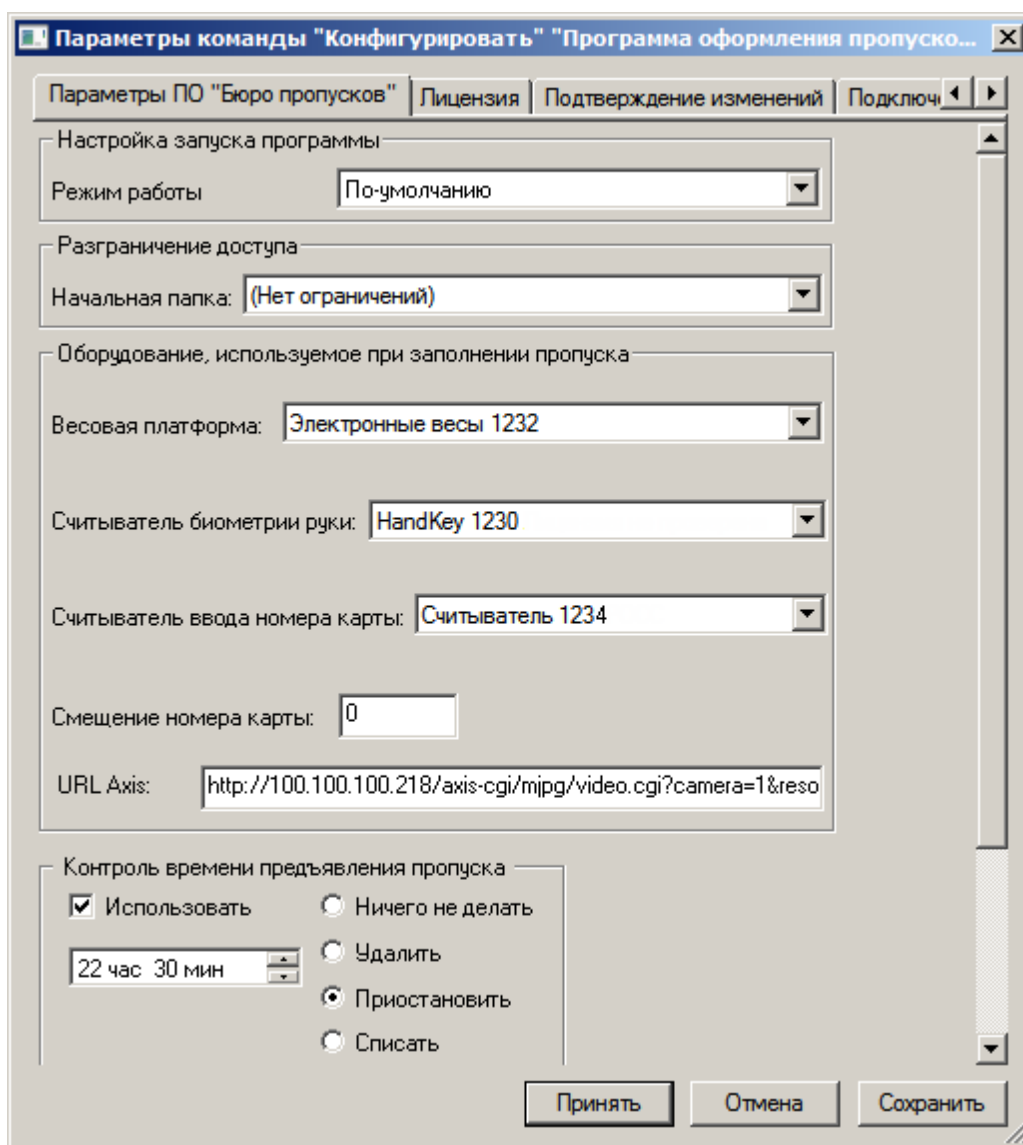 Параметры команды "Конфигурировать" "Программа оформления пропуско...
Параметры ПО "Бюро пропусков" Лицензия Подтверждение изменений Подключ
Настройка запуска программы
Режим работы По-умолчанию
Разграничение доступа
Начальная папка: (Нет ограничений)
Оборудование, используемое при заполнении пропуска
Весовая платформа: Электронные весы 1232
Считыватель биометрии руки: HandKey 1230
Считыватель ввода номера карты: Считыватель 1234
Смещение номера карты: 0
URL Axis: http://100.100.100.218/axis-cgi/mjpg/video.cgi?camera=1&reso
Контроль времени предъявления пропуска
Использовать Ничего не делать
Удалить
22 час 30 мин
Приостановить
Списать
Принять Отмена Сохранить